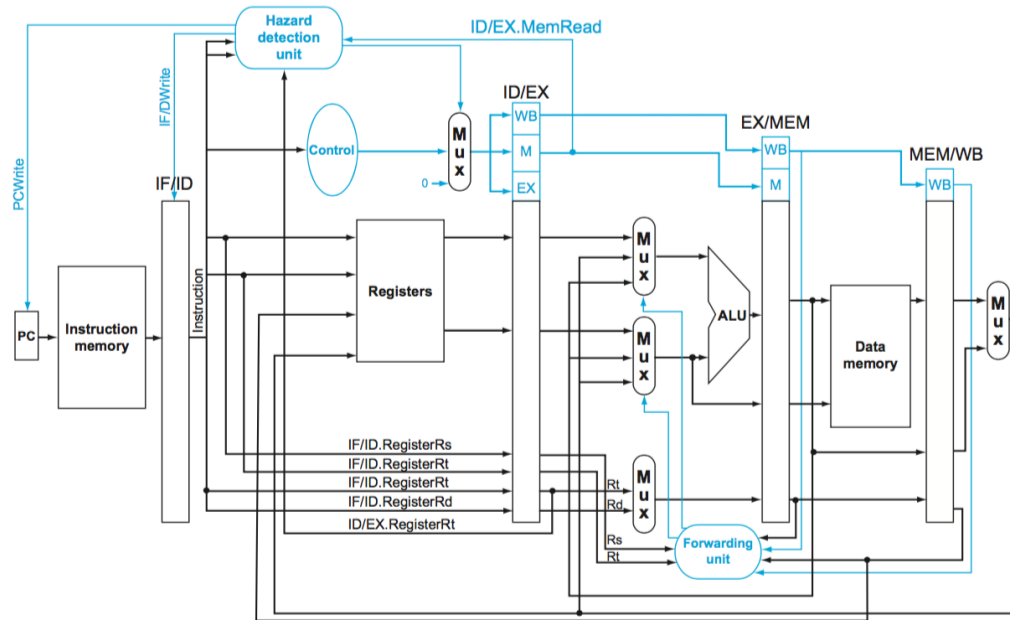 Hazard
detection
unit
ID/EX.MemRead
ID/EX
IF/DWrite
PCWrite
Control
M
u
x
0
WB
M
EX
EX/MEM
WB
M
MEM/WB
WB
IF/ID
PC
Instruction
memory
Instruction
Registers
M
u
x
M
u
x
ALU
Data
memory
M
u
x
IF/ID.RegisterRs
IF/ID.RegisterRt
IF/ID.RegisterRt
IF/ID.RegisterRd
ID/EX.RegisterRt
Rt
Rd
M
u
x
Rs
Rt
Forwarding
unit